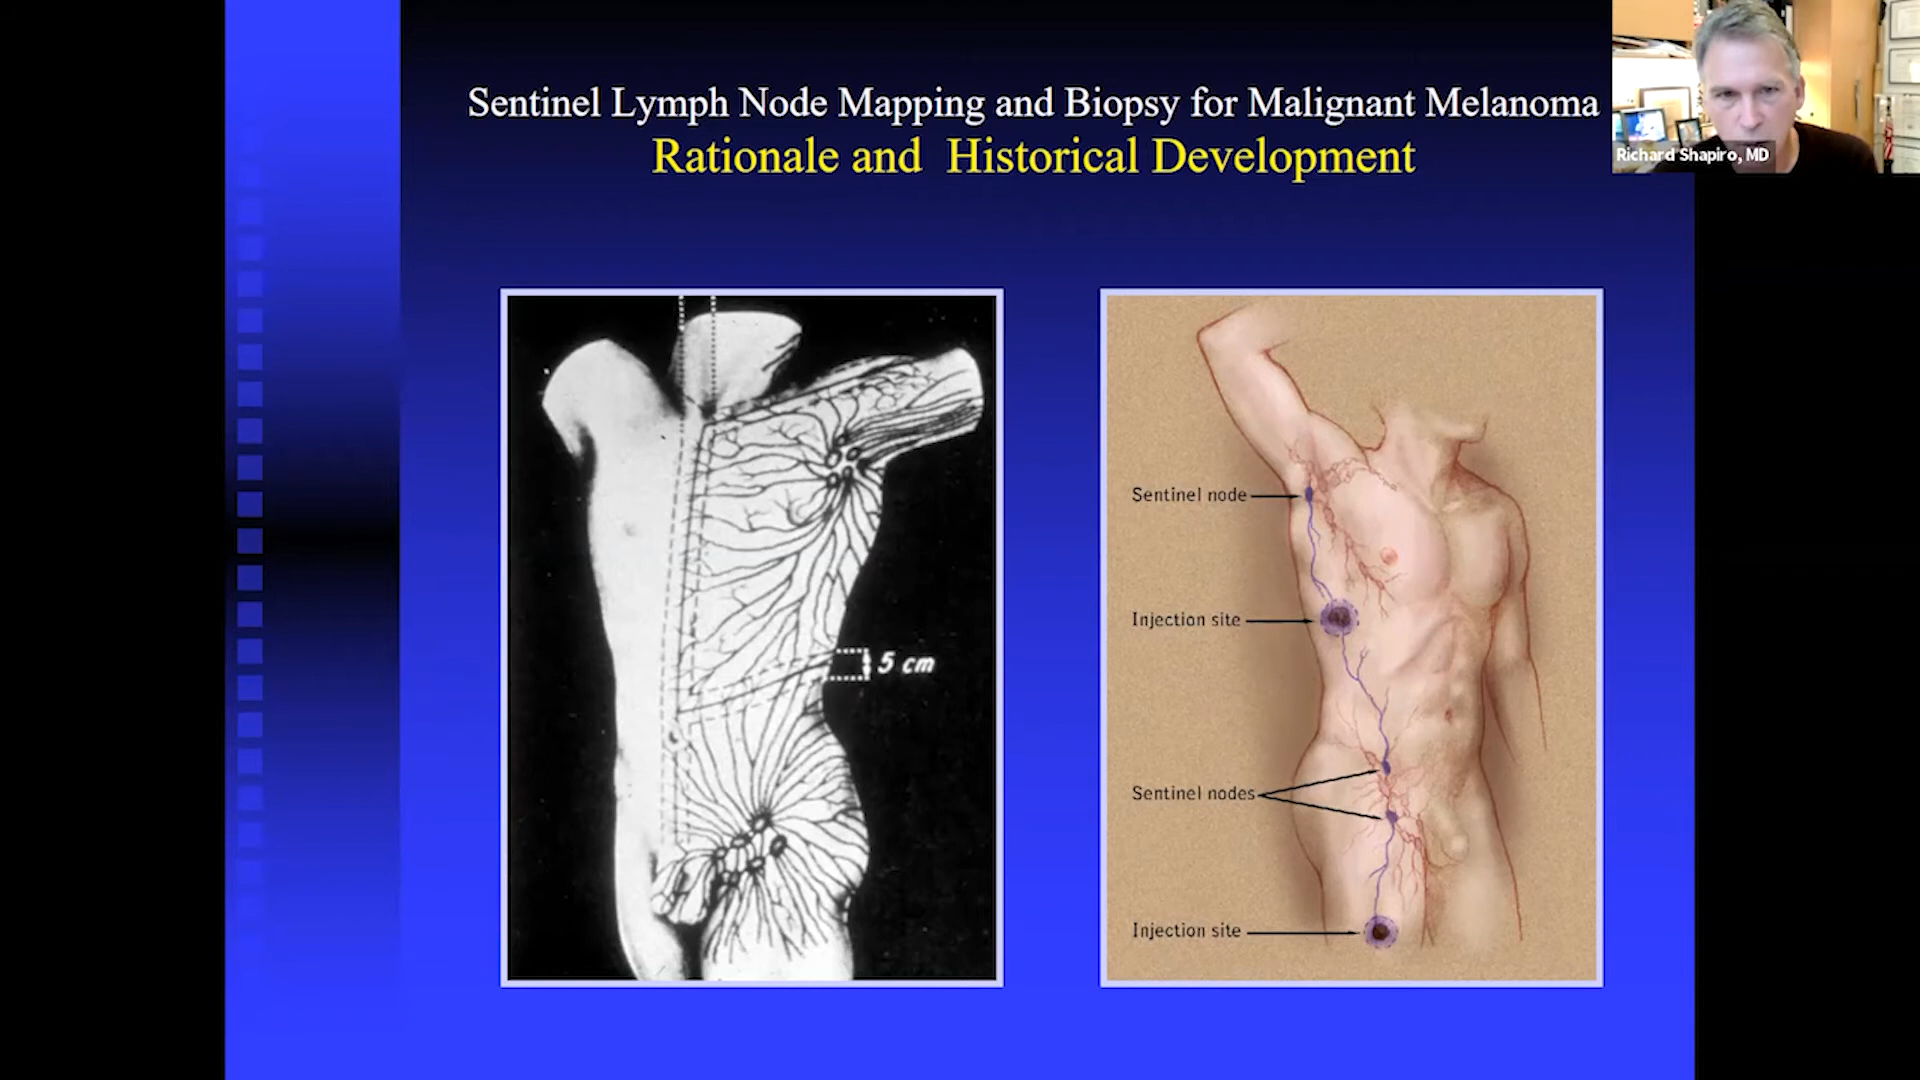 Sentinel Lymph Node Mapping and Biopsy for Malignant Melanoma
Rationale and Historical Development
Richard Shapiro, MD
5 cm
Sentinel node
Injection site
Sentinel nodes
Injection site